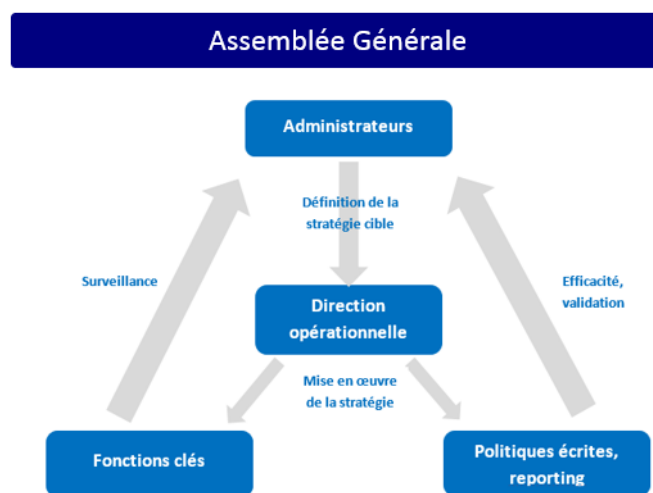 Assemblée Générale
Administrateurs
Définition de la
stratégie cible
Surveillance
Efficacité,
validation
Direction
opérationnelle
Mise en œuvre
de la stratégie
Fonctions clés
Politiques écrites,
reporting